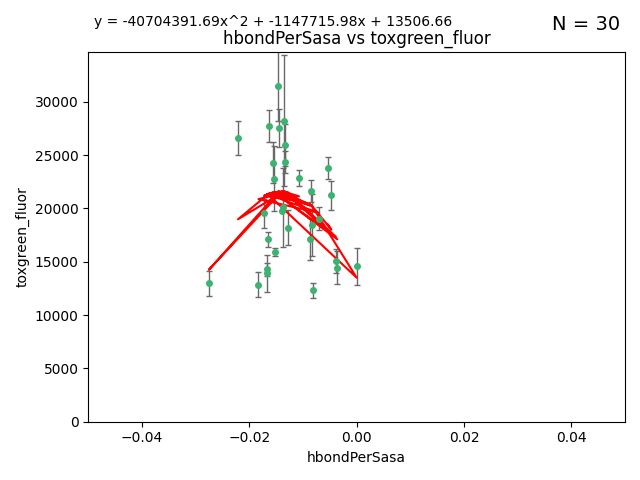 y = -40704391.69x^2 + -1147715.98x + 13506.66
N = 30
hbondPerSasa vs toxgreen_fluor
30000
25000
20000
15000
10000
5000
0
toxgreen_fluor
−0.04
−0.02
0.00
0.02
0.04
hbondPerSasa